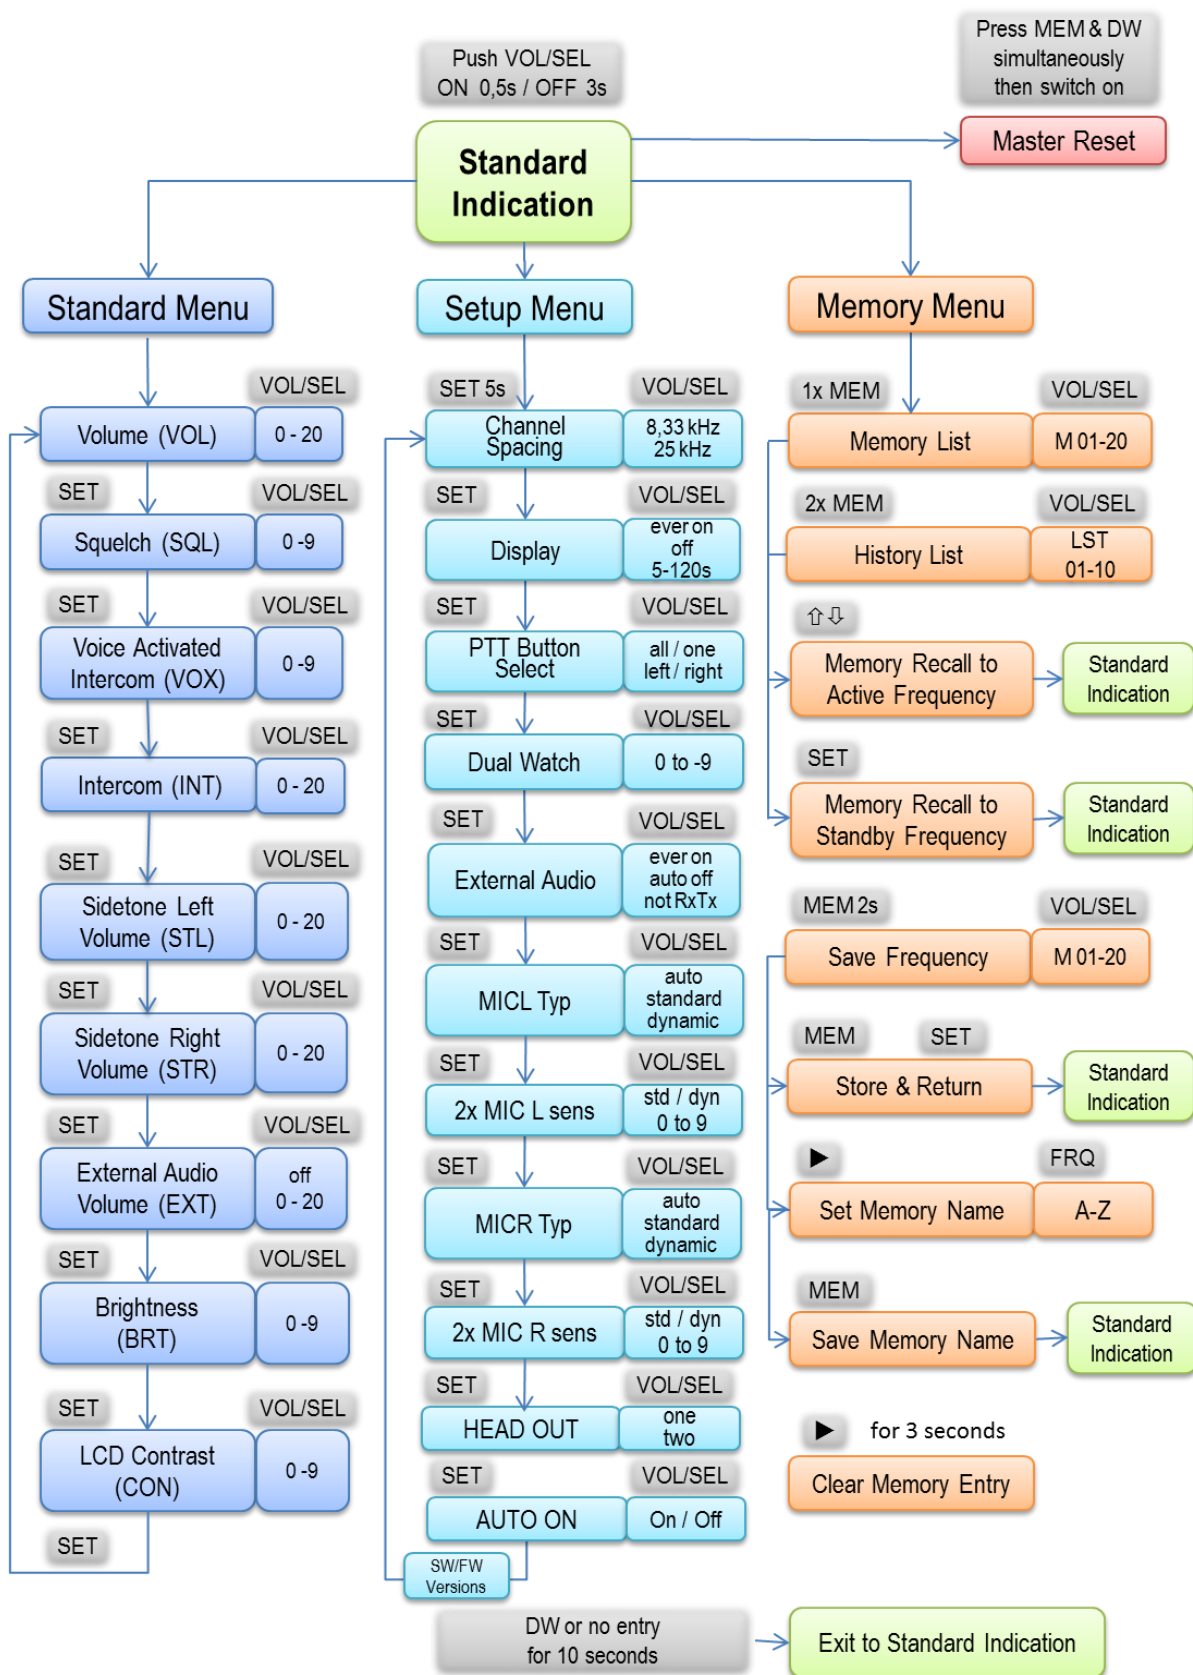 Push VOL/SEL
ON 0,5s / OFF 3s
Press MEM & DW
simultaneously
then switch on
Standard
Indication
Master Reset
Standard Menu
VOL/SEL
Volume (VOL)
0 - 20
SET
VOL/SEL
Squelch (SQL)
0 -9
SET
VOL/SEL
Voice Activated
Intercom (VOX)
0 -9
SET
VOL/SEL
Intercom (INT)
0 - 20
SET
VOL/SEL
Sidetone Left
Volume (STL)
0 - 20
SET
VOL/SEL
Sidetone Right
Volume (STR)
0 - 20
SET
VOL/SEL
External Audio
Volume (EXT)
off
0 - 20
SET
VOL/SEL
Brightness
(BRT)
0 -9
SET
VOL/SEL
LCD Contrast
(CON)
0 -9
SET
Setup Menu
SET 5s
VOL/SEL
Channel
Spacing
8,33 kHz
25 kHz
SET
VOL/SEL
Display
ever on
off
5-120s
SET
VOL/SEL
PTT Button
Select
all / one
left / right
SET
VOL/SEL
Dual Watch
0 to -9
SET
VOL/SEL
External Audio
ever on
auto off
not RxTx
SET
VOL/SEL
MICL Typ
auto
standard
dynamic
SET
VOL/SEL
2x MIC L sens
std / dyn
0 to 9
SET
VOL/SEL
MICR Typ
auto
standard
dynamic
SET
VOL/SEL
2x MIC R sens
std / dyn
0 to 9
SET
VOL/SEL
HEAD OUT
one
two
SET
VOL/SEL
AUTO ON
On / Off
SW/FW
Versions
Memory Menu
1x MEM
VOL/SEL
Memory List
M 01-20
2x MEM
VOL/SEL
History List
LST
01-10
⇧⇩
Memory Recall to
Active Frequency
Standard
Indication
SET
Memory Recall to
Standby Frequency
Standard
Indication
MEM 2s
VOL/SEL
Save Frequency
M 01-20
MEM
SET
Store & Return
Standard
Indication
▶
FRQ
Set Memory Name
A-Z
MEM
Save Memory Name
Standard
Indication
▶ for 3 seconds
Clear Memory Entry
DW or no entry
for 10 seconds
Exit to Standard Indication